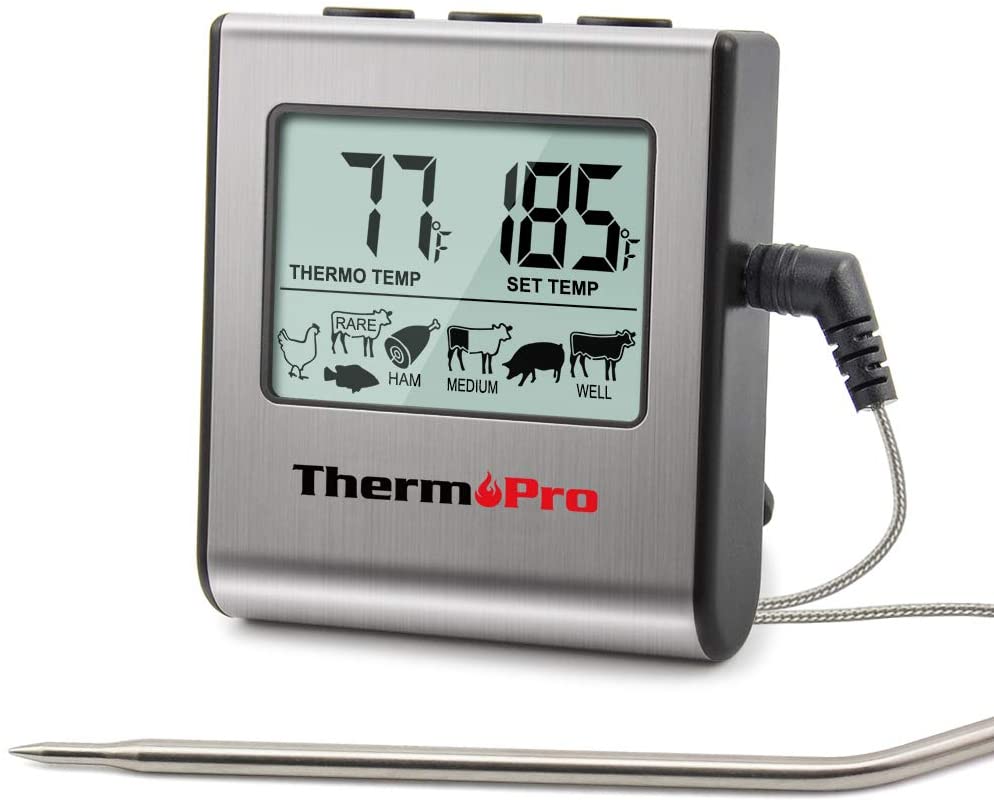 77°F 185°F
THERMO TEMP SET TEMP
RARE
HAM MEDIUM WELL
ThermoPro